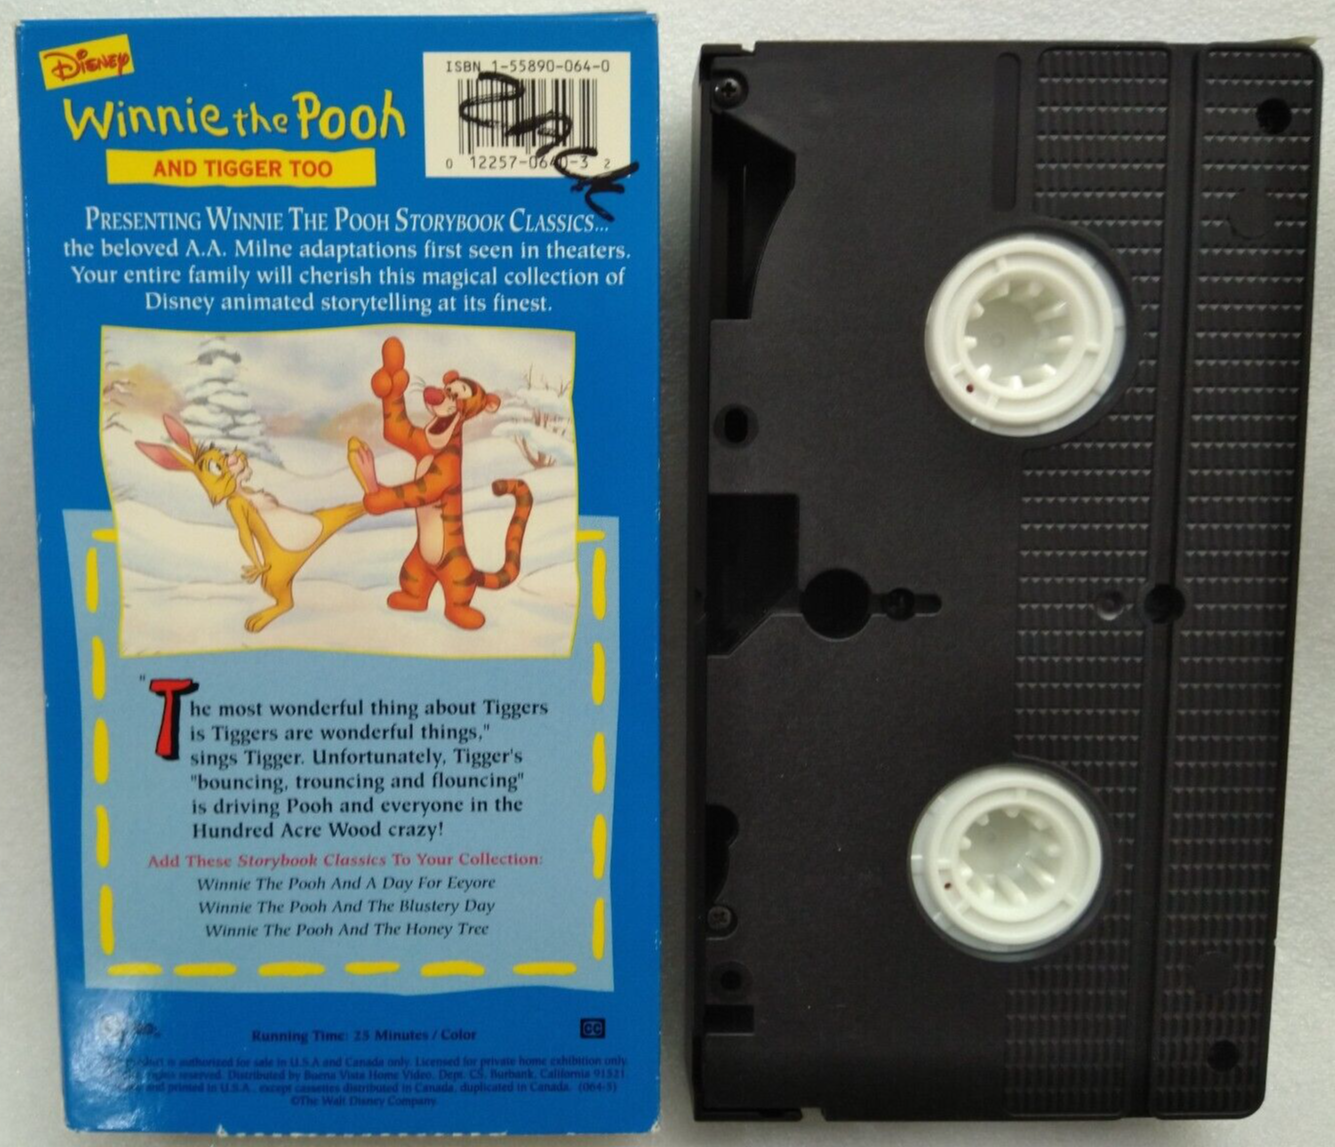 Disney
Winnie the Pooh
AND TIGGER TOO
ISBN 1-55890-064-0
Zack
0 12257-0640-3 2
PRESENTING WINNIE THE POOH STORYBOOK CLASSICS...
the beloved A.A. Milne adaptations first seen in theaters.
Your entire family will cherish this magical collection of
Disney animated storytelling at its finest.
"The most wonderful thing about Tiggers
is Tiggers are wonderful things,"
sings Tigger. Unfortunately, Tigger's
"bouncing, trouncing and flouncing"
is driving Pooh and everyone in the
Hundred Acre Wood crazy!
Add These Storybook Classics To Your Collection:
Winnie The Pooh And A Day For Eeyore
Winnie The Pooh And The Blustery Day
Winnie The Pooh And The Honey Tree
Running Time: 25 Minutes / Color
CC
is authorized for sale in U.S.A and Canada only. Licensed for private home exhibition only.
rights reserved. Distributed by Buena Vista Home Video, Dept. CS, Burbank, California 91521.
and printed in U.S.A., except cassettes distributed in Canada, duplicated in Canada. (064-3)
©The Walt Disney Company